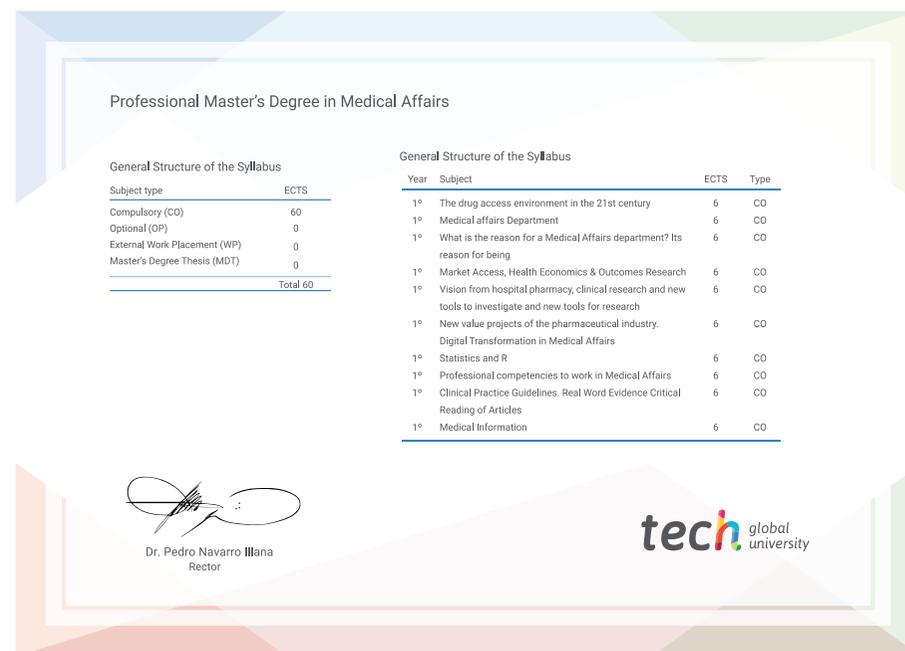 Professional Master's Degree in Medical Affairs
General Structure of the Syllabus
Subject type ECTS
Compulsory (CO) 60
Optional (OP) 0
External Work Placement (WP) 0
Master's Degree Thesis (MDT) 0
Total 60
General Structure of the Syllabus
Year Subject ECTS Type
1º The drug access environment in the 21st century 6 CO
1º Medical affairs Department 6 CO
1º What is the reason for a Medical Affairs department? Its 6 CO
reason for being
1º Market Access, Health Economics & Outcomes Research 6 CO
1º Vision from hospital pharmacy, clinical research and new 6 CO
tools to investigate and new tools for research
1º New value projects of the pharmaceutical industry. 6 CO
Digital Transformation in Medical Affairs
1º Statistics and R 6 CO
1º Professional competencies to work in Medical Affairs 6 CO
1º Clinical Practice Guidelines. Real Word Evidence Critical 6 CO
Reading of Articles
1º Medical Information 6 CO
Dr. Pedro Navarro Illana
Rector
tech global
university